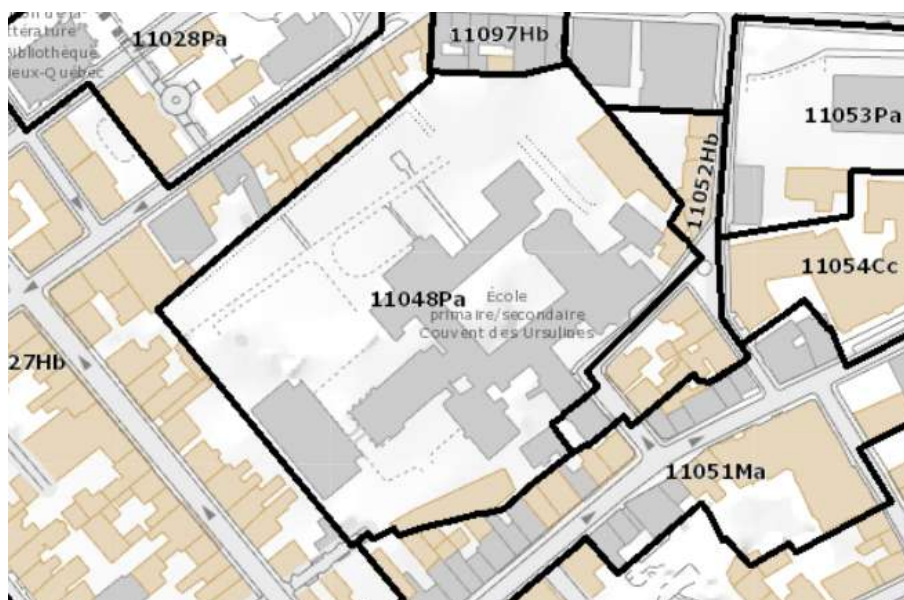 11028Pa
11097Hb
Bibliothèque
11053Pa
11052Hb
11054Cc
11048Pa
École
primaire/secondaire
Couvent des Ursulines
27Hb
11051Ma